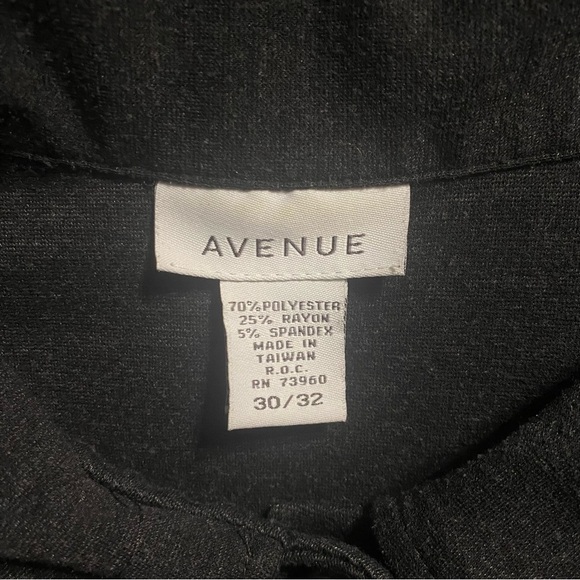 AVENUE
70%POLYESTER
25% RAYON
5% SPANDEX
MADE IN
TAIWAN
R.O.C.
RN 73960
30/32